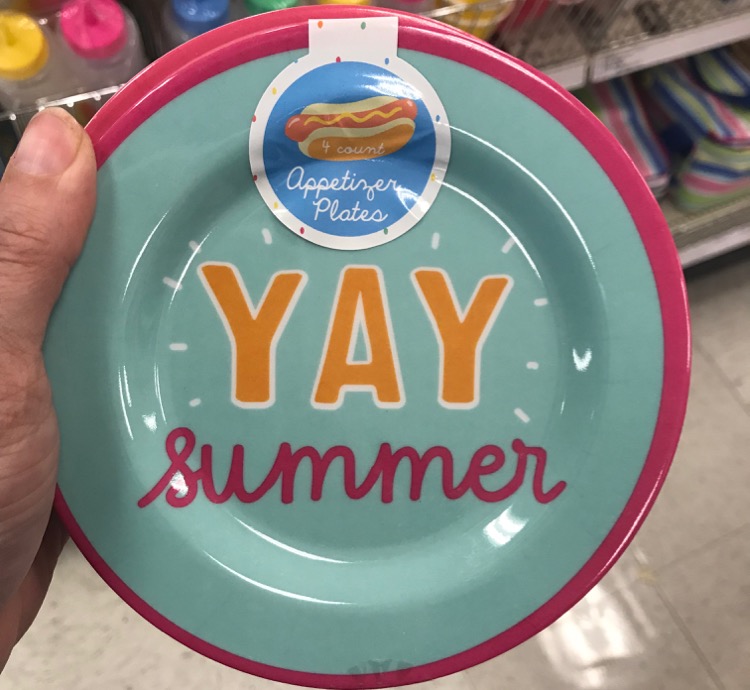 4 count
Appetizer
Plates
YAY
summer